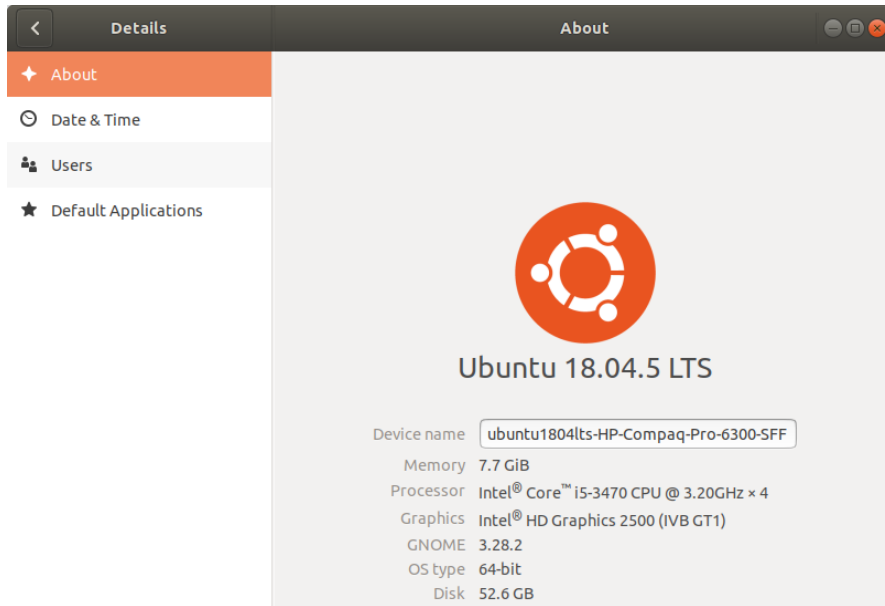 Details
About
About
Date & Time
Users
Default Applications
Ubuntu 18.04.5 LTS
Device name ubuntu1804lts-HP-Compaq-Pro-6300-SFF
Memory 7.7 GiB
Processor Intel® Core™ i5-3470 CPU @ 3.20GHz × 4
Graphics Intel® HD Graphics 2500 (IVB GT1)
GNOME 3.28.2
OS type 64-bit
Disk 52.6 GB